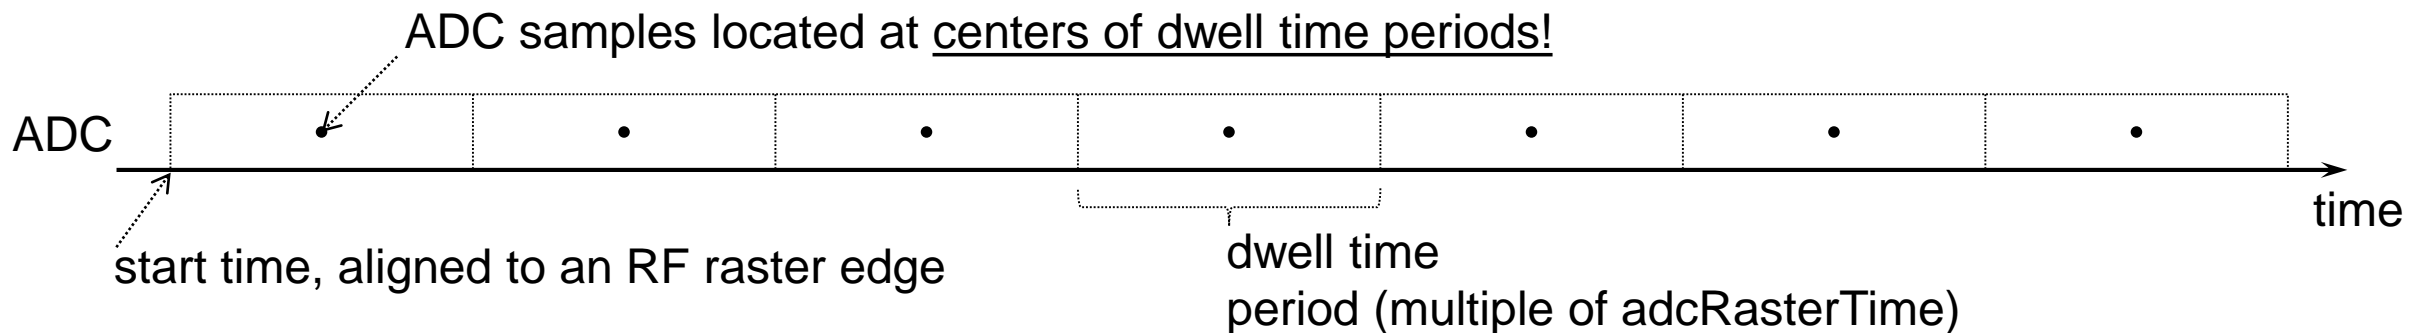 ADC samples located at centers of dwell time periods!
ADC
time
start time, aligned to an RF raster edge
dwell time
period (multiple of adcRasterTime)